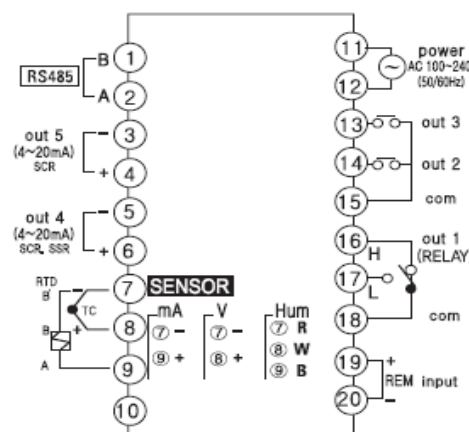 B
1
RS485
A
2
-
3
out 5
(4~20mA)
SCR
+
4
-
5
out 4
(4~20mA)
SCR, SSR
+
6
RTD
B'
-
7
SENSOR
TC
B
+
8
A
9
10
mA
7 -
9 +
V
7 -
8 +
Hum
7 R
8 W
9 B
11
power
AC 100~240
(50/60Hz)
12
13
out 3
14
out 2
15
com
16
H
out 1
(RELAY)
17
L
18
com
19
+
REM input
20
-